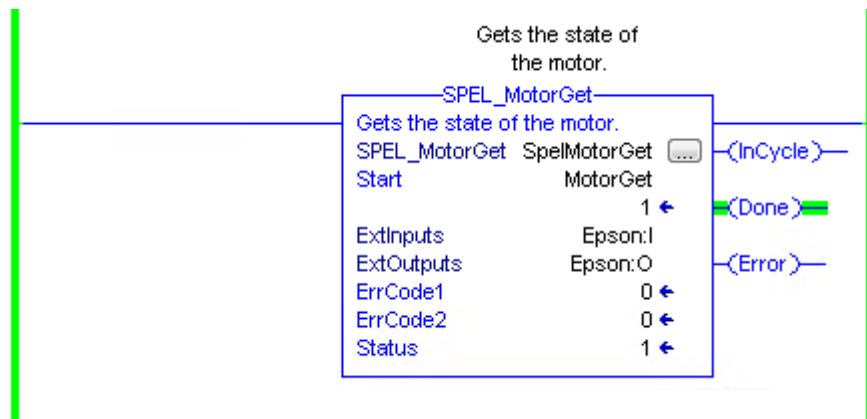 Gets the state of
the motor.
SPEL_MotorGet
Gets the state of the motor.
SPEL_MotorGet SpelMotorGet ... (InCycle)
Start MotorGet
1 (Done)
ExtInputs Epson:I
ExtOutputs Epson:O (Error)
ErrCode1 0
ErrCode2 0
Status 1